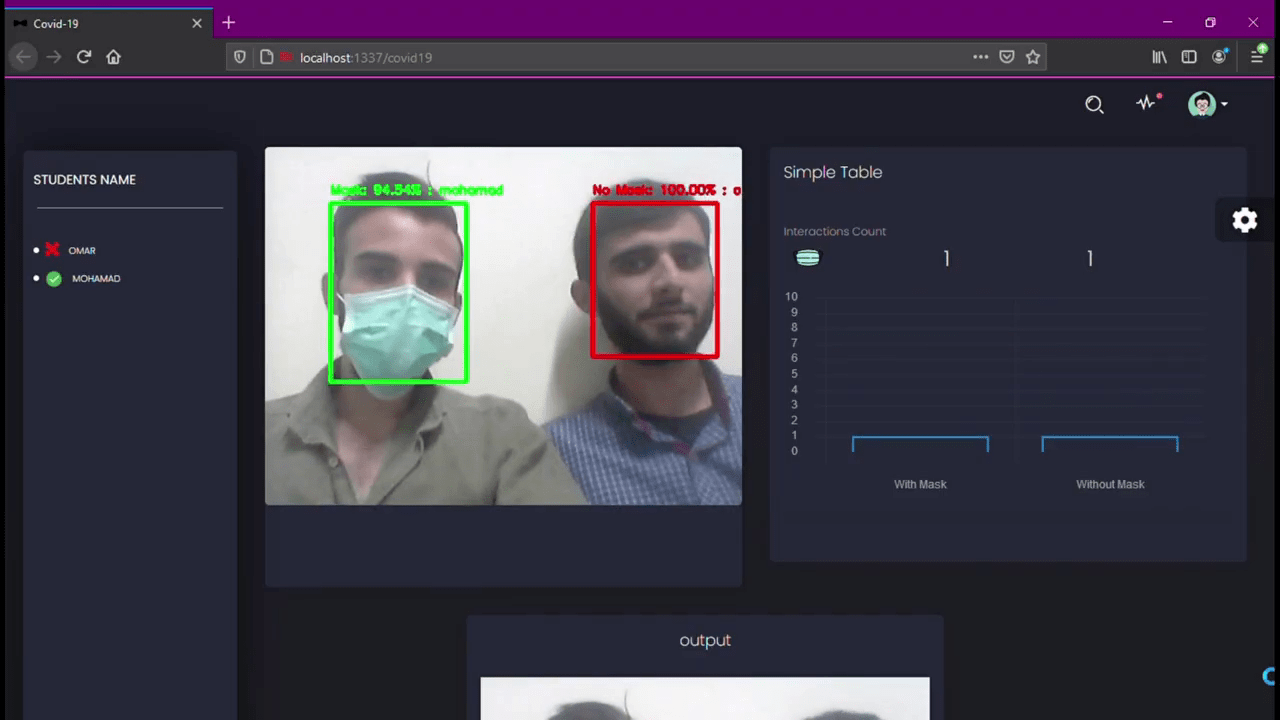 Covid-19
localhost:1337/covid19
STUDENTS NAME
OMAR
MOHAMAD
Mask: 94.54% : mohamad
No Mask: 100.00% : o
Simple Table
Interactions Count
1 1
10
9
8
7
6
5
4
3
2
1
0
With Mask Without Mask
output